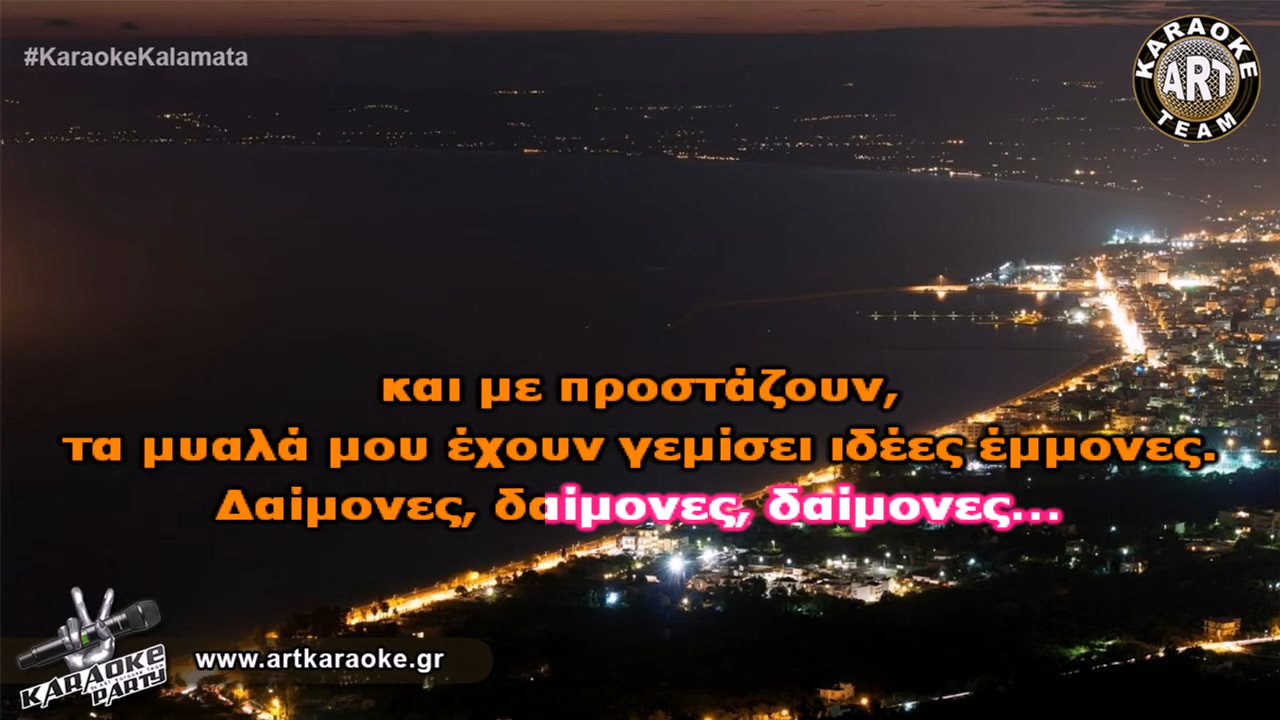 #KaraokeKalamata
KARAOKE
ART
TEAM
και με προστάζουν,
τα μυαλά μου έχουν γεμίσει ιδέες έμμονες.
Δαίμονες, δαίμονες, δαίμονες...
KARAOKE
PARTY
www.artkaraoke.gr